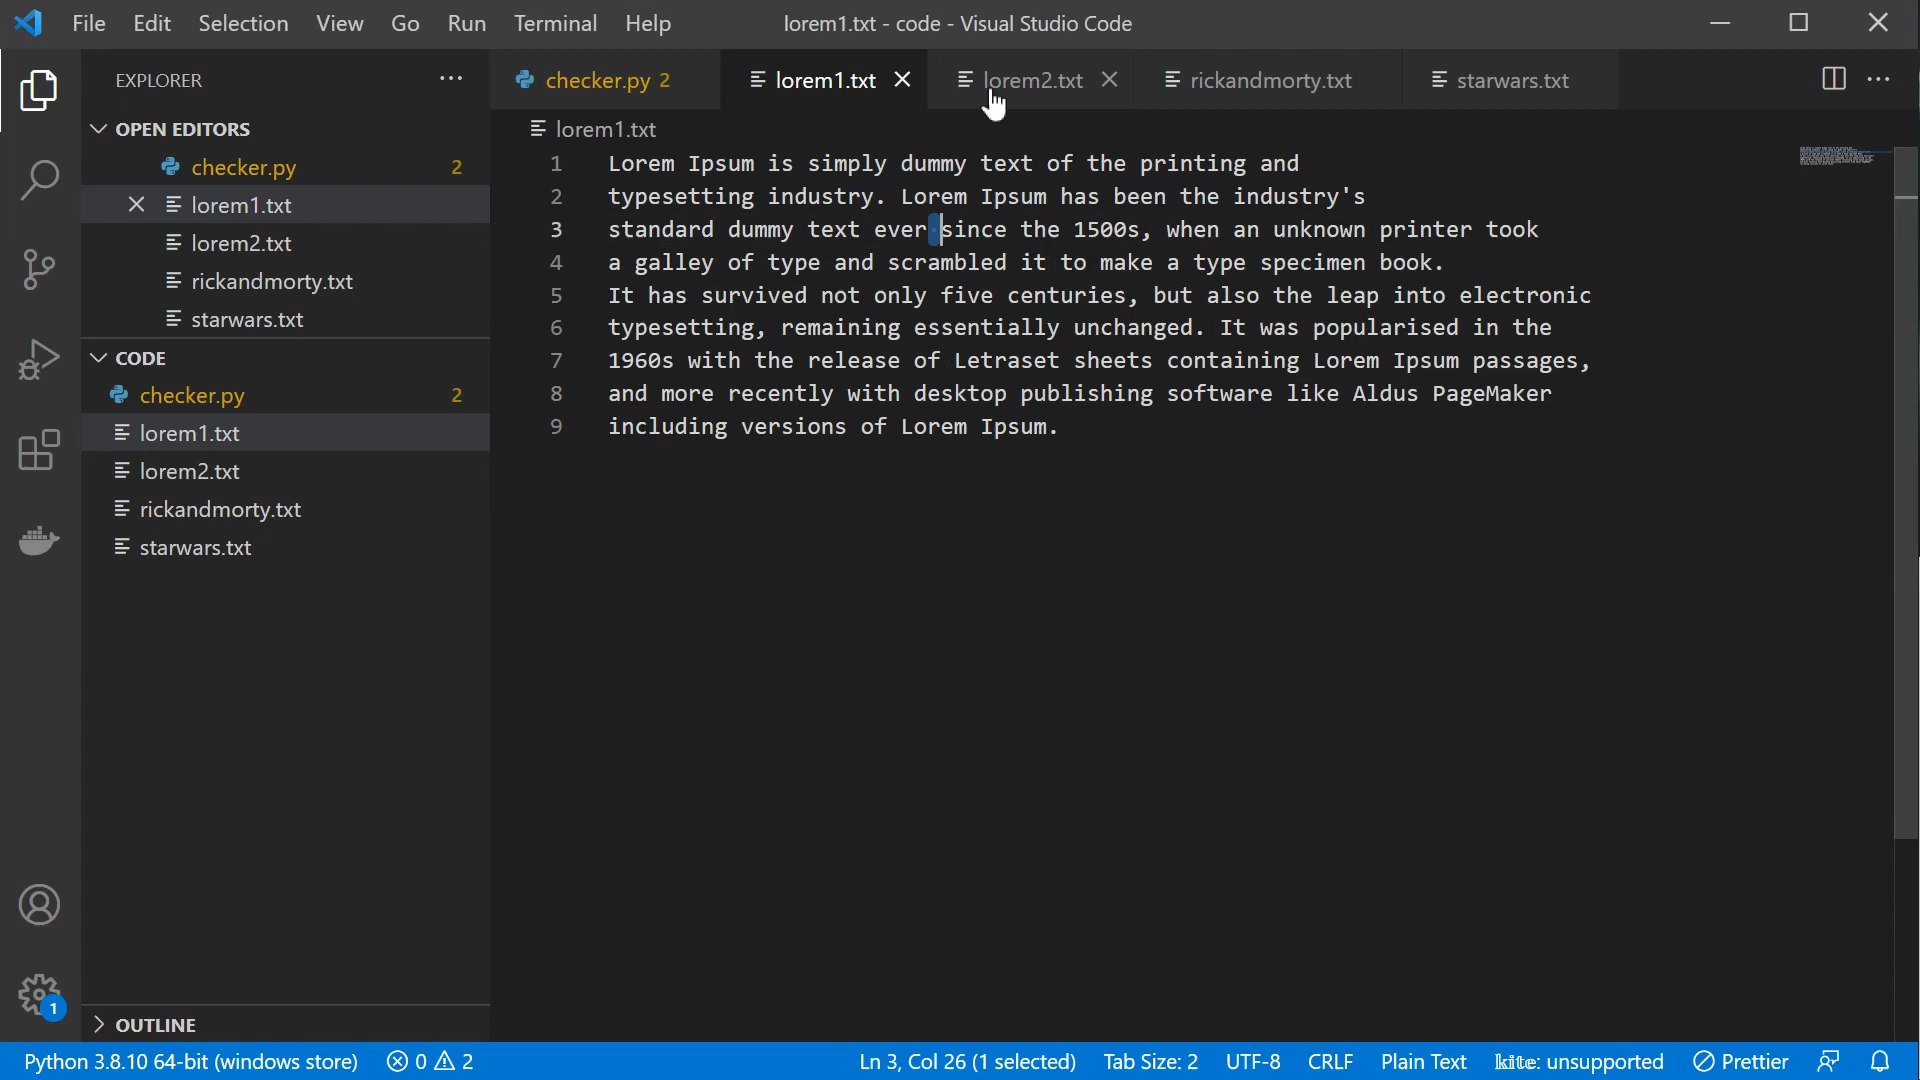 File Edit Selection View Go Run Terminal Help lorem1.txt - code - Visual Studio Code
EXPLORER
OPEN EDITORS
checker.py 2
lorem1.txt
lorem2.txt
rickandmorty.txt
starwars.txt
CODE
checker.py 2
lorem1.txt
lorem2.txt
rickandmorty.txt
starwars.txt
OUTLINE
checker.py 2 lorem1.txt lorem2.txt rickandmorty.txt starwars.txt
lorem1.txt
1 Lorem Ipsum is simply dummy text of the printing and
2 typesetting industry. Lorem Ipsum has been the industry's
3 standard dummy text ever since the 1500s, when an unknown printer took
4 a galley of type and scrambled it to make a type specimen book.
5 It has survived not only five centuries, but also the leap into electronic
6 typesetting, remaining essentially unchanged. It was popularised in the
7 1960s with the release of Letraset sheets containing Lorem Ipsum passages,
8 and more recently with desktop publishing software like Aldus PageMaker
9 including versions of Lorem Ipsum.
1
Python 3.8.10 64-bit (windows store) 0 2 Ln 3, Col 26 (1 selected) Tab Size: 2 UTF-8 CRLF Plain Text kite: unsupported Prettier